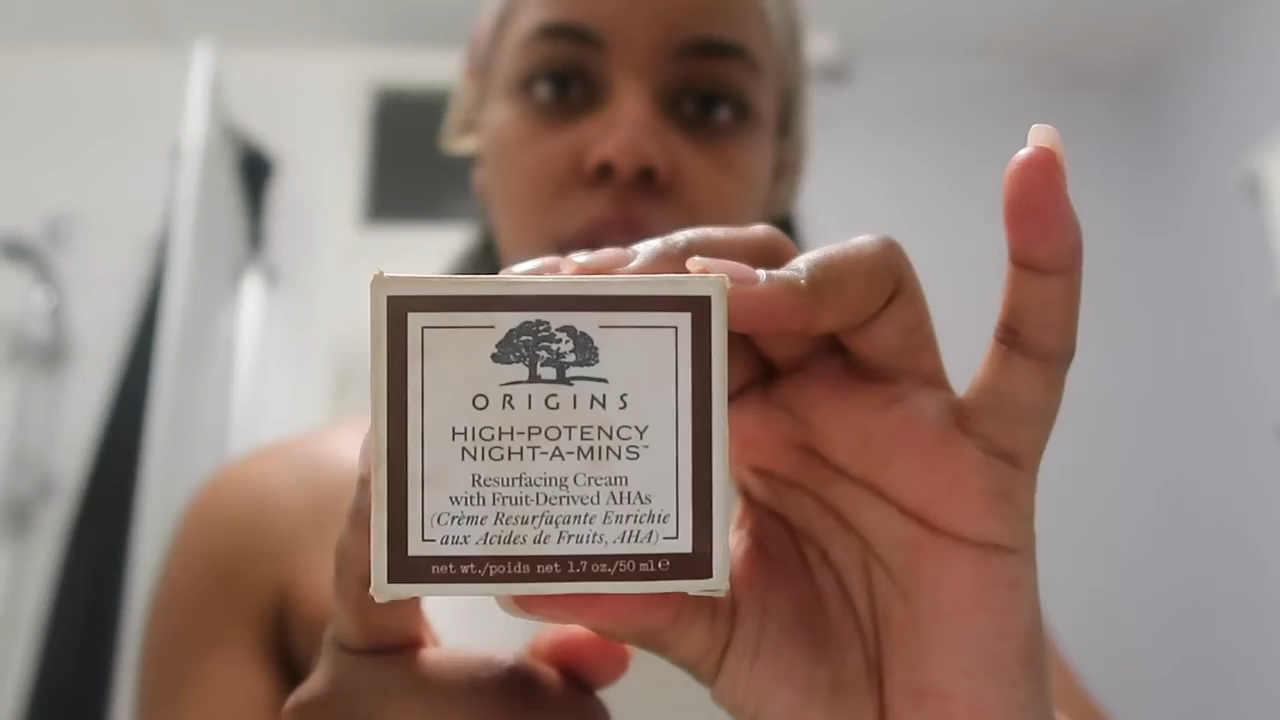 ORIGINS
HIGH-POTENCY
NIGHT-A-MINS™
Resurfacing Cream
with Fruit-Derived AHAs
(Crème Resurfaçante Enrichie
aux Acides de Fruits, AHA)
net wt./poids net 1.7 oz./50 ml ℮